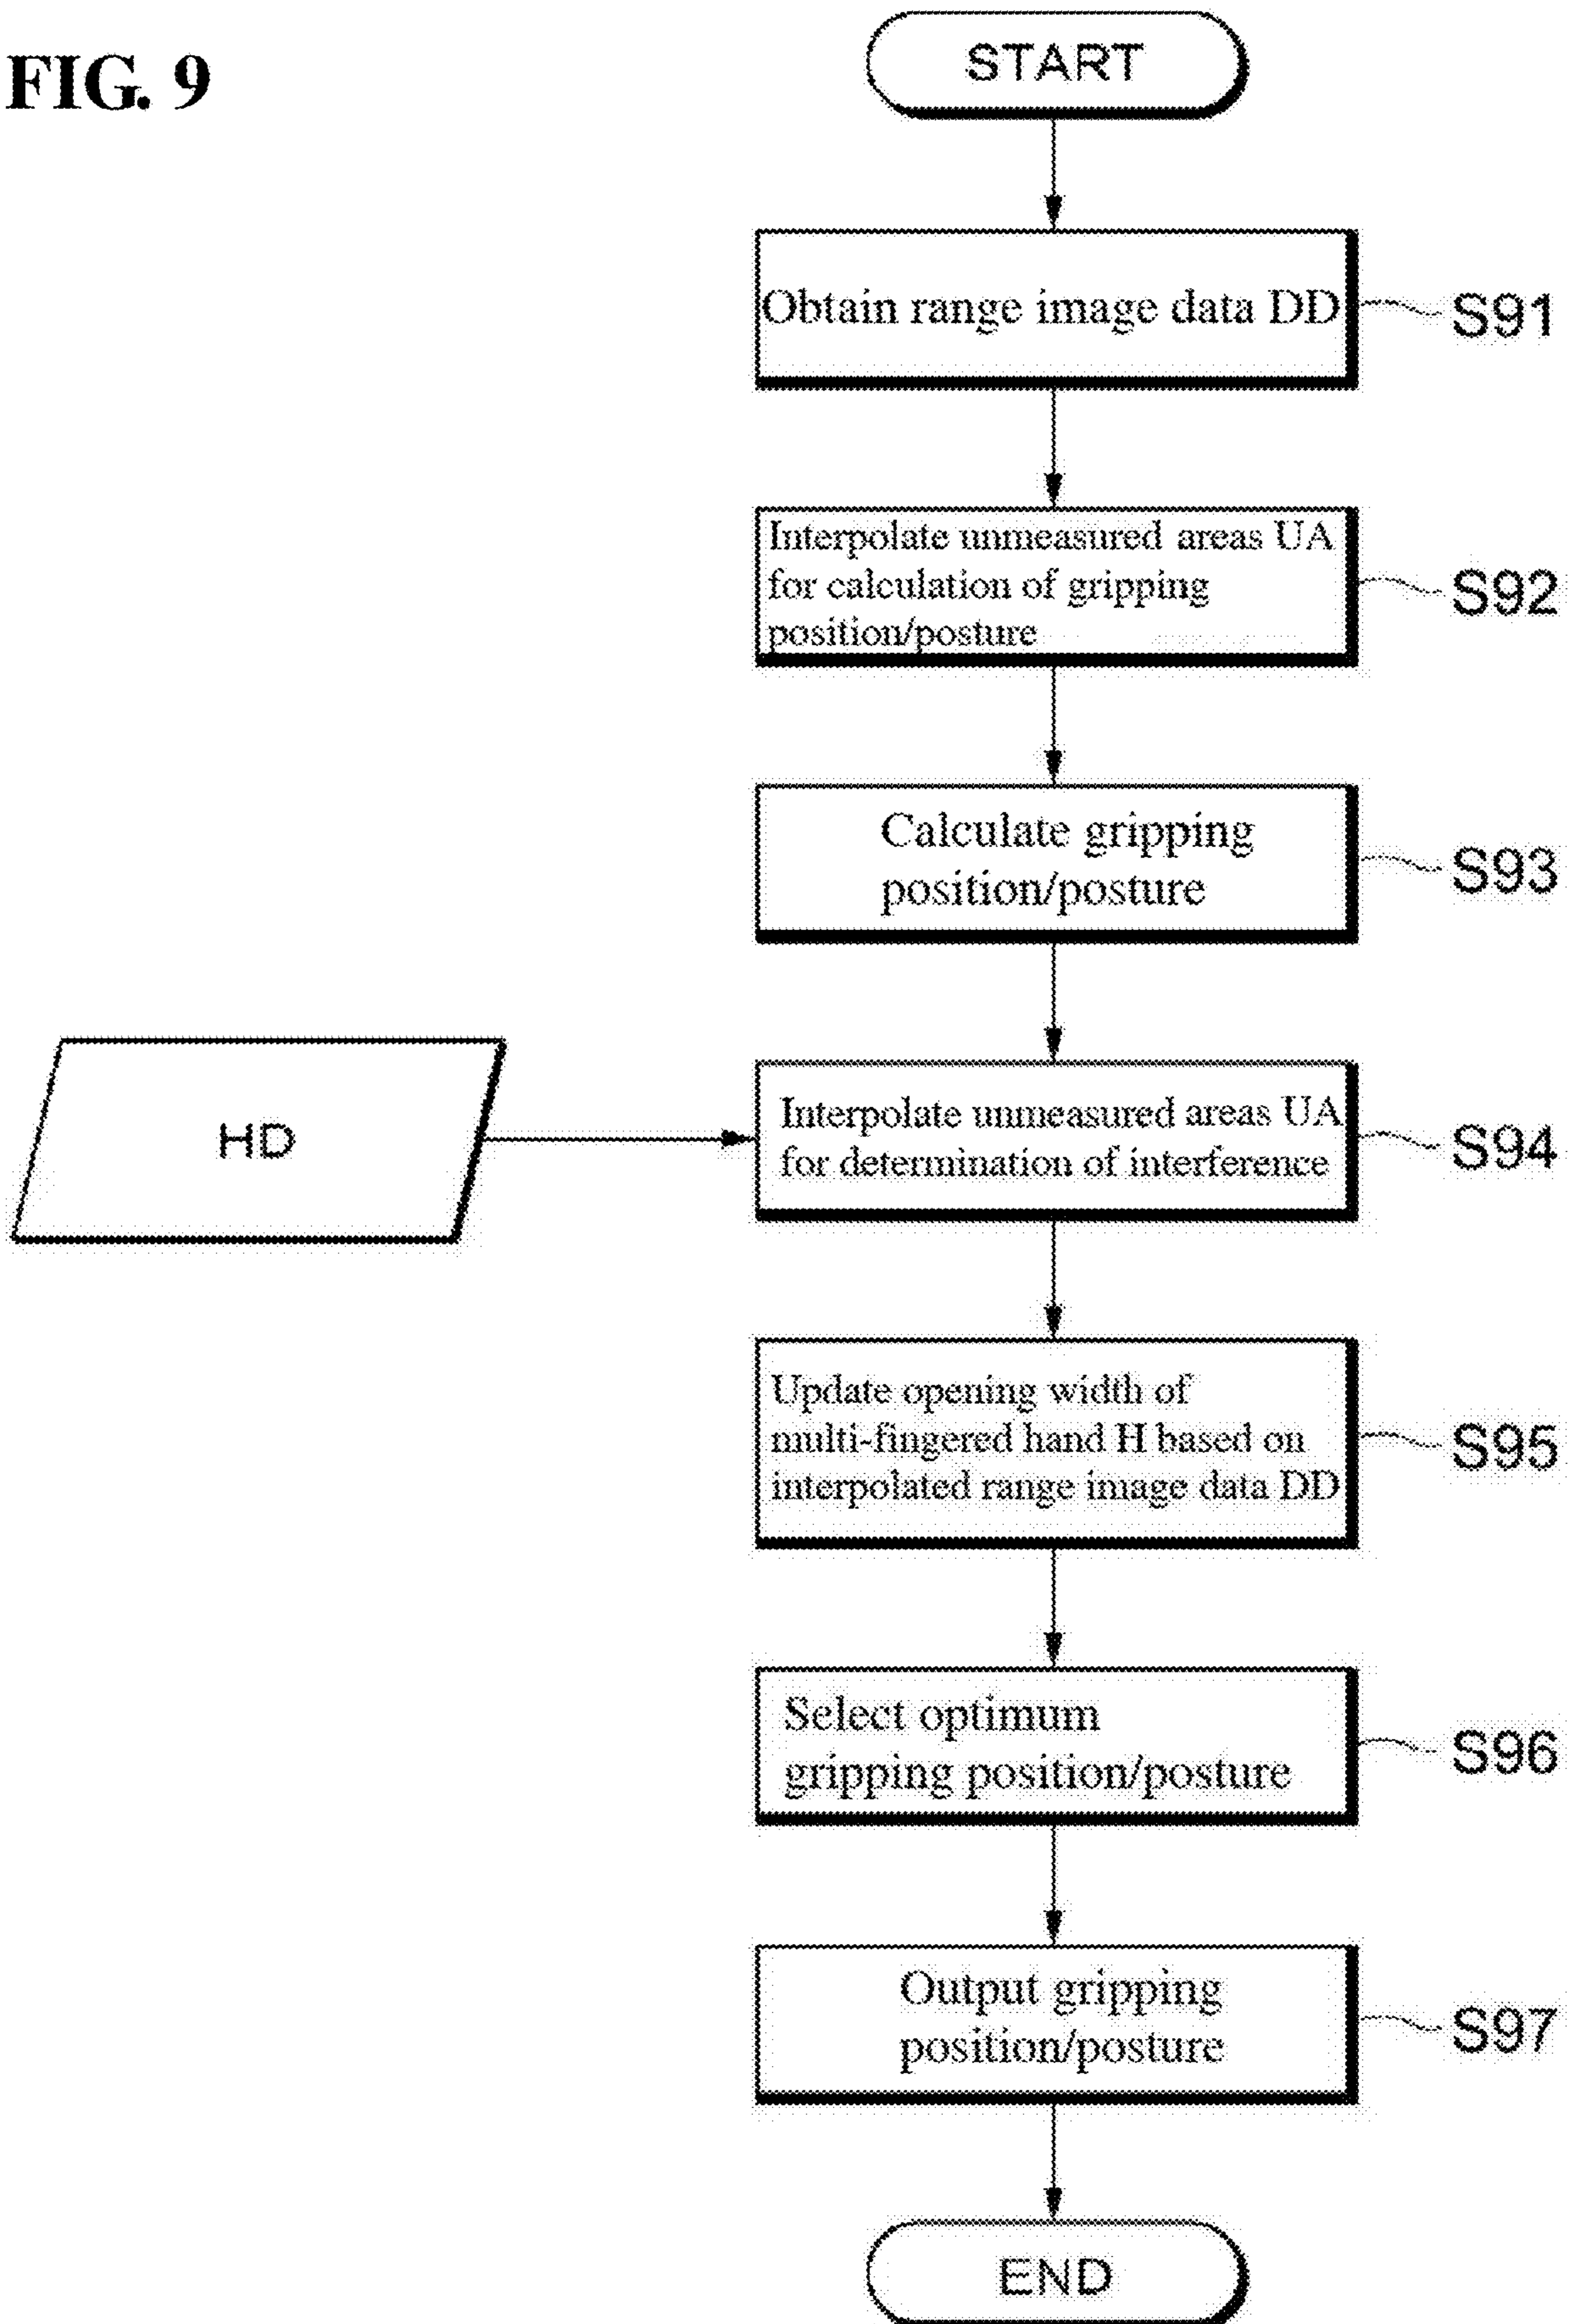 FIG. 9
START
Obtain range image data DD
S91
Interpolate unmeasured areas UA
for calculation of gripping
position/posture
S92
Calculate gripping
position/posture
S93
HD
Interpolate unmeasured areas UA
for determination of interference
S94
Update opening width of
multi-fingered hand H based on
interpolated range image data DD
S95
Select optimum
gripping position/posture
S96
Output gripping
position/posture
S97
END